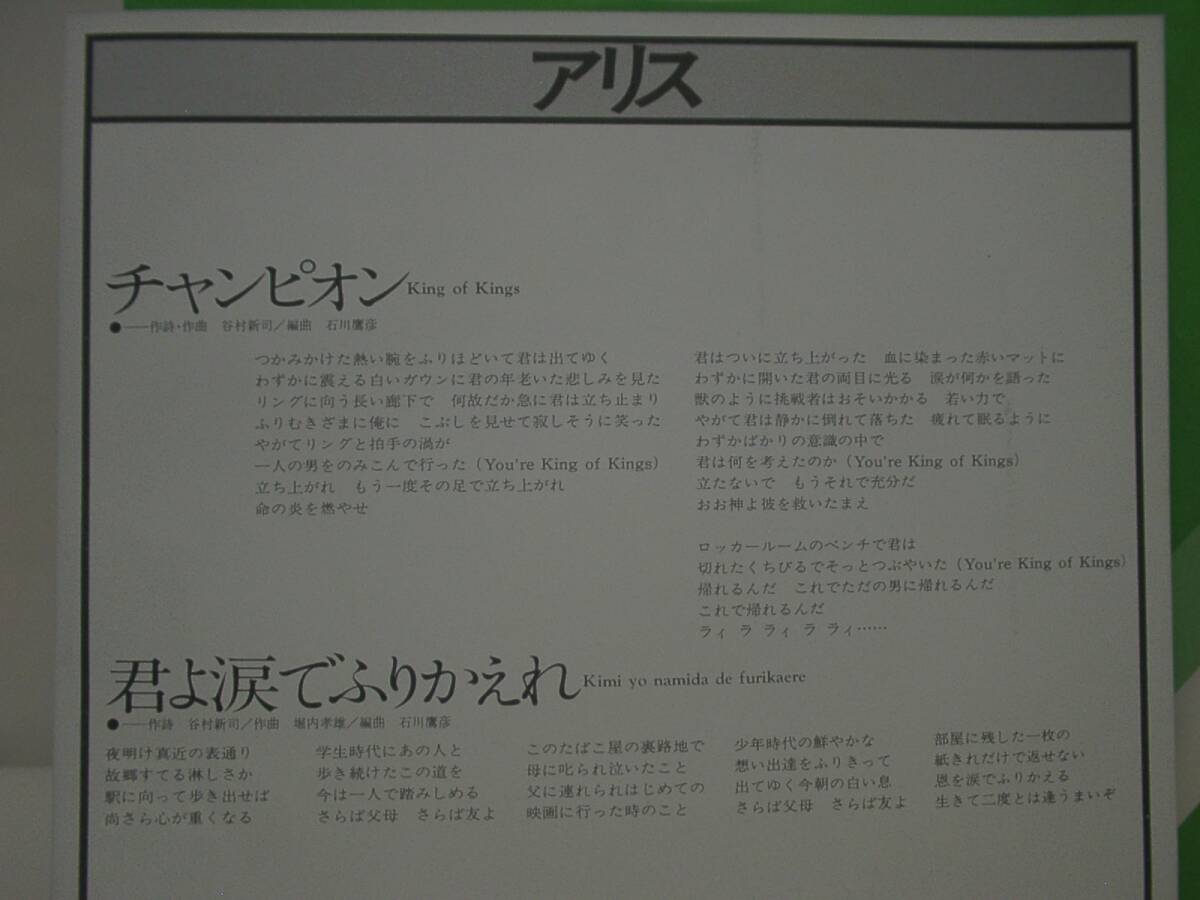 アリス
チャンピオン King of Kings
●──作詩・作曲　谷村新司／編曲　石川鷹彦
つかみかけた熱い腕をふりほどいて君は出てゆく
わずかに震える白いガウンに君の年老いた悲しみを見た
リングに向う長い廊下で　何故だか急に君は立ち止まり
ふりむきざまに俺に　こぶしを見せて寂しそうに笑った
やがてリングと拍手の渦が
一人の男をのみこんで行った（You're King of Kings）
立ち上がれ　もう一度その足で立ち上がれ
命の炎を燃やせ
君はついに立ち上がった　血に染まった赤いマットに
わずかに開いた君の両目に光る　涙が何かを語った
獣のように挑戦者はおそいかかる　若い力で
やがて君は静かに倒れて落ちた　疲れて眠るように
わずかばかりの意識の中で
君は何を考えたのか（You're King of Kings）
立たないで　もうそれで充分だ
おお神よ彼を救いたまえ
ロッカールームのベンチで君は
切れたくちびるでそっとつぶやいた（You're King of Kings）
帰れるんだ　これでただの男に帰れるんだ
これで帰れるんだ
ライ ラ ライ ラ ライ……
君よ涙でふりかえれ Kimi yo namida de furikaere
●──作詩　谷村新司／作曲　堀内孝雄／編曲　石川鷹彦
夜明け真近の表通り
故郷すてる淋しさか
駅に向って歩き出せば
尚さら心が重くなる
学生時代にあの人と
歩き続けたこの道を
今は一人で踏みしめる
さらば父母　さらば友よ
このたばこ屋の裏路地で
母に叱られ泣いたこと
父に連れられはじめての
映画に行った時のこと
少年時代の鮮やかな
想い出達をふりきって
出てゆく今朝の白い息
さらば父母　さらば友よ
部屋に残した一枚の
紙きれだけで返せない
恩を涙でふりかえる
生きて二度とは逢うまいぞ